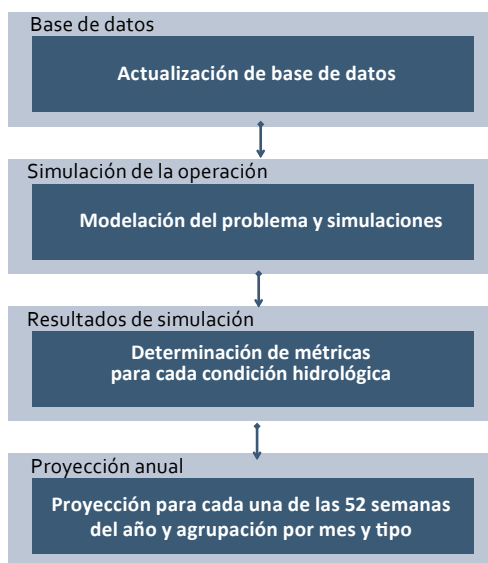 Base de datos
Actualización de base de datos
Simulación de la operación
Modelación del problema y simulaciones
Resultados de simulación
Determinación de métricas
para cada condición hidrológica
Proyección anual
Proyección para cada una de las 52 semanas
del año y agrupación por mes y tipo